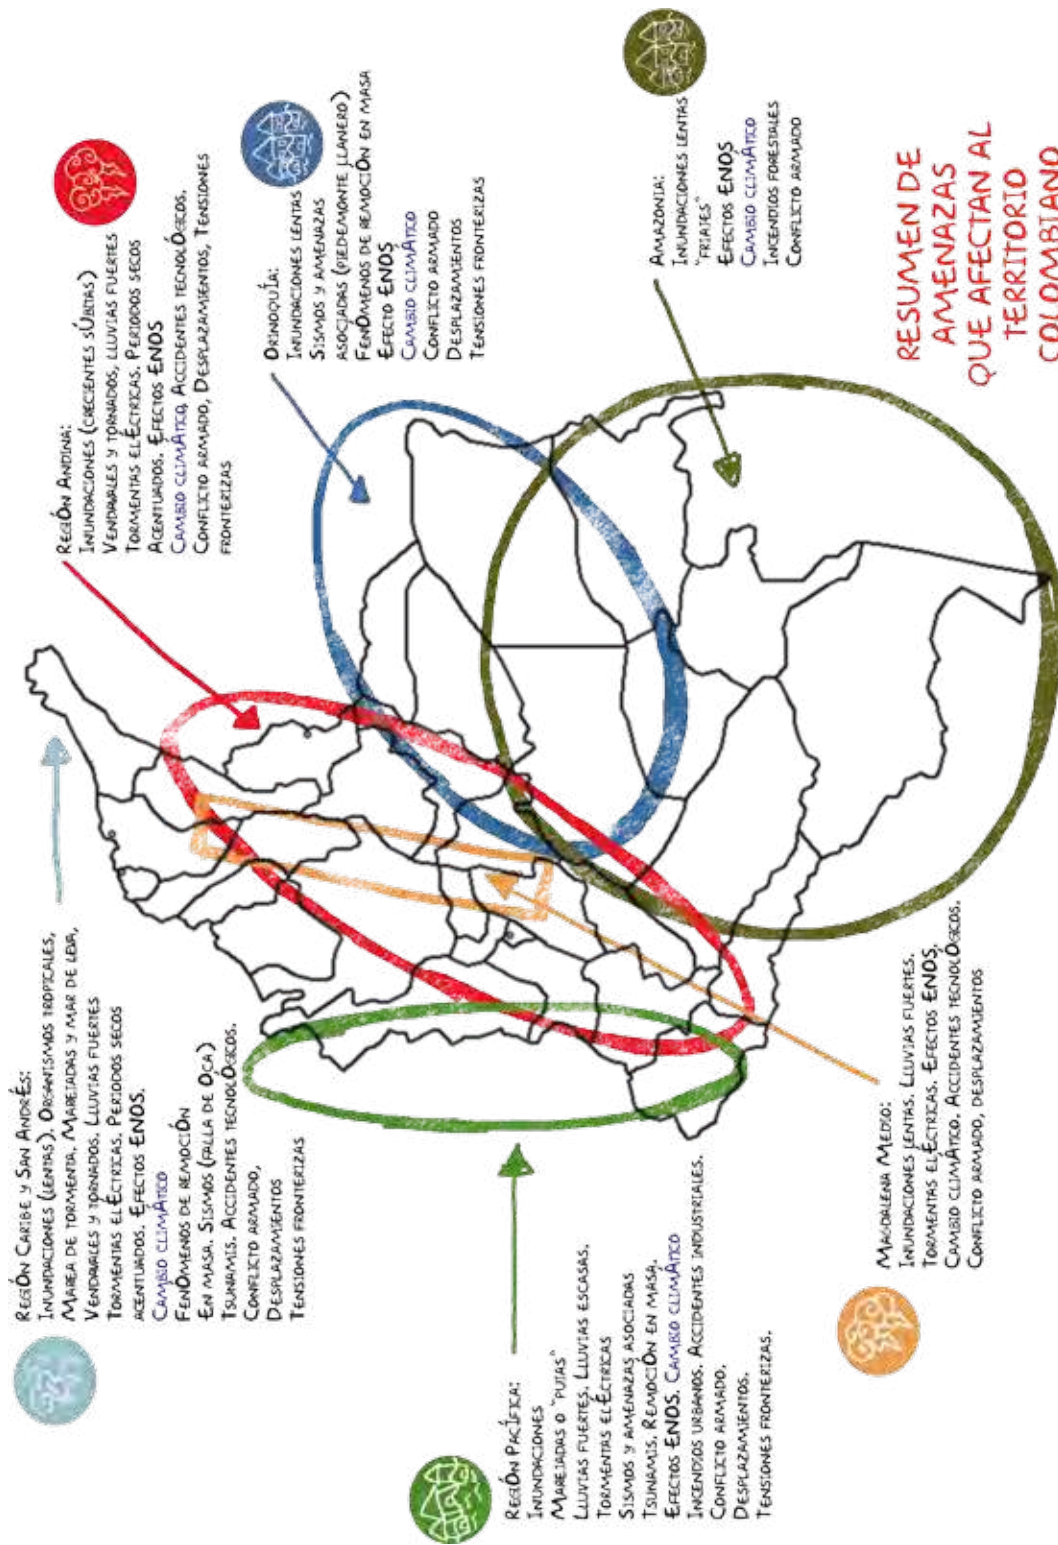 Región Caribe y San Andrés:
Inundaciones (lentas). Organismos tropicales,
Marea de tormenta. Marejadas y mar de leva,
Vendavales y tornados. Lluvias fuertes
Tormentas eléctricas. Periodos secos
acentuados. Efectos ENOS.
Cambio climático
Fenómenos de remoción
En masa. Sismos (falla de Oca)
Tsunamis. Accidentes tecnológicos.
Conflicto armado,
Desplazamientos
Tensiones fronterizas
Región Andina:
Inundaciones (crecientes súbitas)
Vendavales y tornados, lluvias fuertes
Tormentas eléctricas. Periodos secos
Acentuados. Efectos ENOS
Cambio climático, Accidentes tecnológicos.
Conflicto armado, Desplazamientos, Tensiones
fronterizas
Orinoquía:
Inundaciones lentas
Sismos y amenazas
asociadas (piedemonte llanero)
Fenómenos de remoción en masa
Efecto ENOS
Cambio climático
Conflicto armado
Desplazamientos
Tensiones fronterizas
Región Pacífica:
Inundaciones
Marejadas o "pujas"
Lluvias fuertes. Lluvias escasas.
Tormentas eléctricas
Sismos y amenazas asociadas
Tsunamis. Remoción en masa.
Efectos ENOS. Cambio climático
Incendios urbanos. Accidentes industriales.
Conflicto armado.
Desplazamientos.
Tensiones fronterizas.
Magdalena Medio:
Inundaciones lentas. Lluvias fuertes.
Tormentas eléctricas. Efectos ENOS.
Cambio climático. Accidentes tecnológicos.
Conflicto armado, desplazamientos
Amazonia:
Inundaciones lentas
"friajes"
Efectos ENOS
Cambio climático
Incendios forestales
Conflicto armado
RESUMEN DE
AMENAZAS
QUE AFECTAN AL
TERRITORIO
COLOMBIANO